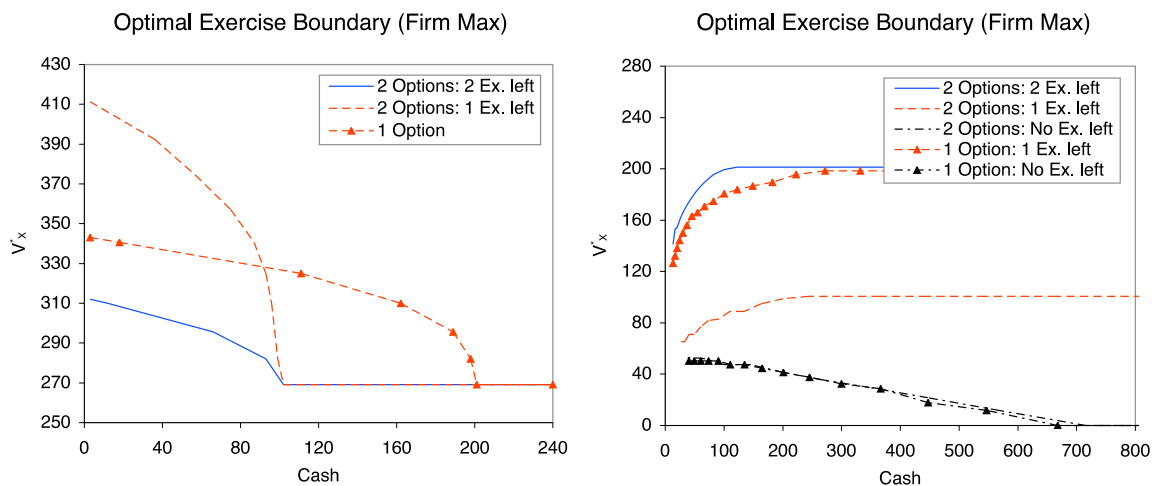 Optimal Exercise Boundary (Firm Max)
430
410
390
370
350
330
310
290
270
250
V*x
0
40
80
120
160
200
240
Cash
2 Options: 2 Ex. left
2 Options: 1 Ex. left
1 Option
Optimal Exercise Boundary (Firm Max)
280
240
200
160
120
80
40
0
V*x
0
100
200
300
400
500
600
700
800
Cash
2 Options: 2 Ex. left
2 Options: 1 Ex. left
2 Options: No Ex. left
1 Option: 1 Ex. left
1 Option: No Ex. left